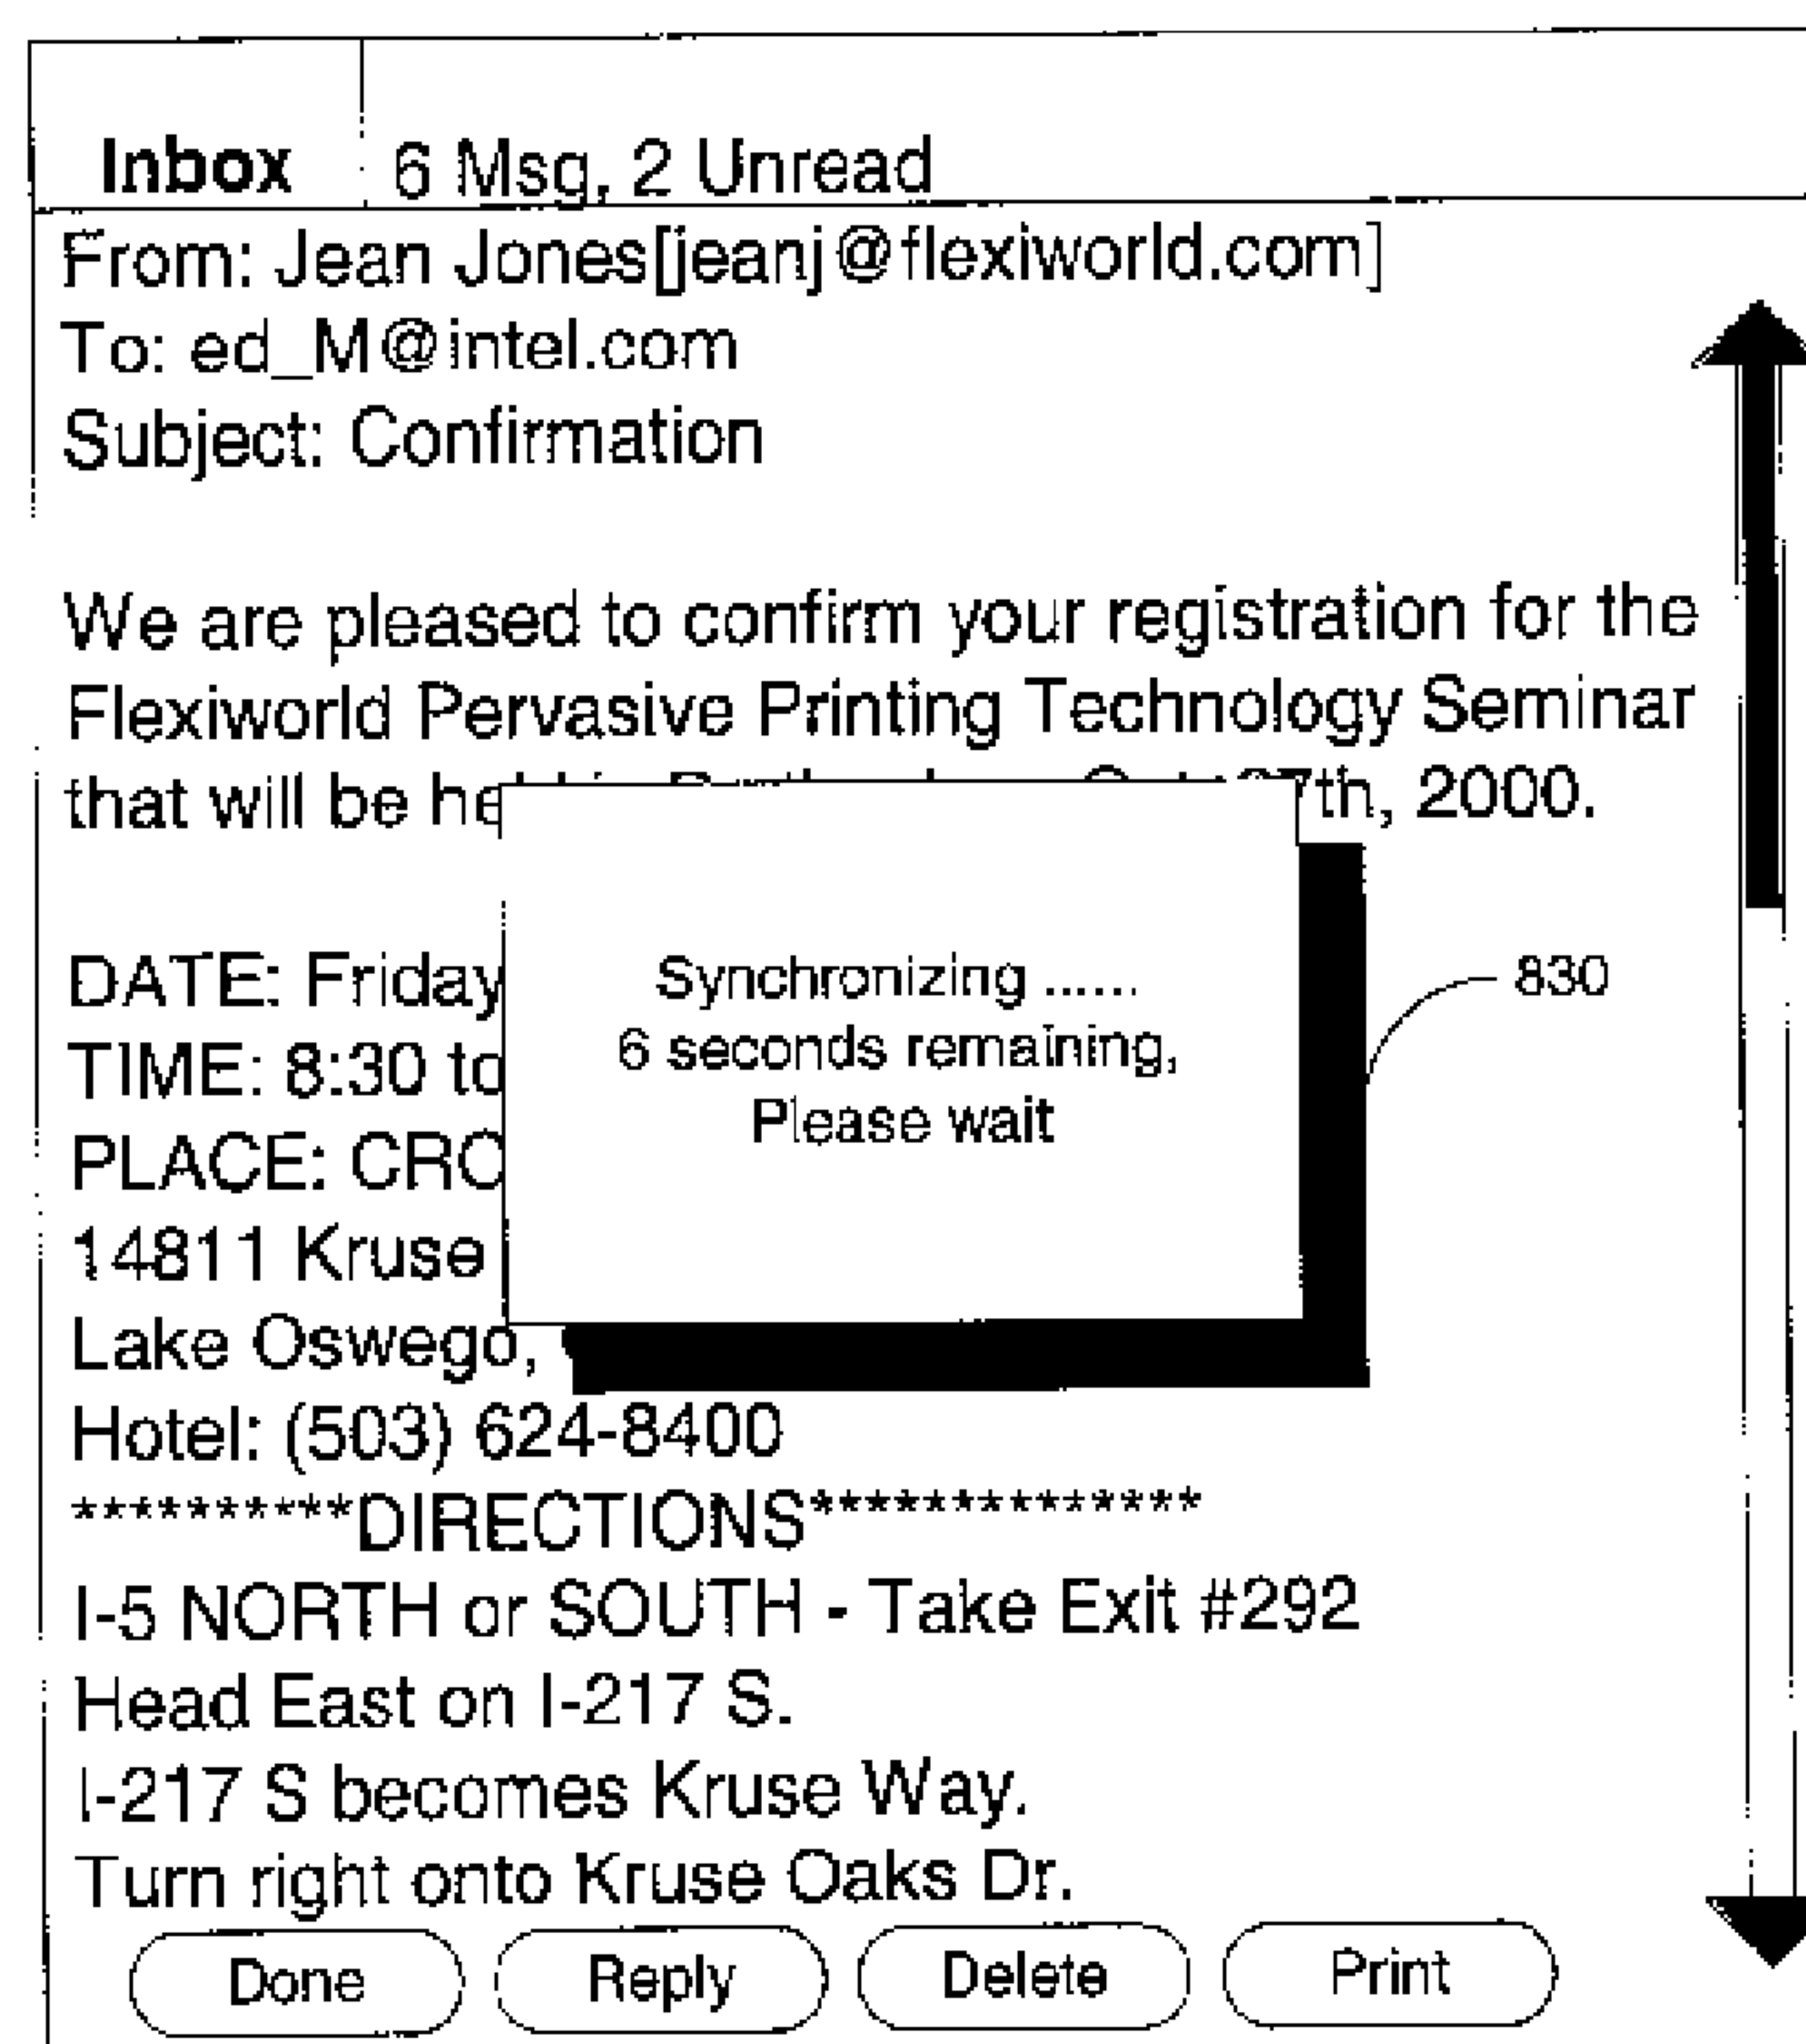 Inbox 6 Msg, 2 Unread
From: Jean Jones[jeanj@flexiworld.com]
To: ed_M@intel.com
Subject: Confirmation
We are pleased to confirm your registration for the
Flexiworld Pervasive Printing Technology Seminar
that will be 7th, 2000.
DATE: Friday
TIME: 8:30 to
PLACE:
14811 Kruse
Lake Oswego,
Hotel: (503) 624-8400
**********DIRECTIONS**************
I-5 NORTH or SOUTH - Take Exit #292
Head East on I-217 S.
I-217 S becomes Kruse Way.
Turn right onto Kruse Oaks Dr.
Synchronizing ......
6 seconds remaining,
Please wait
830
Done Reply Delete Print